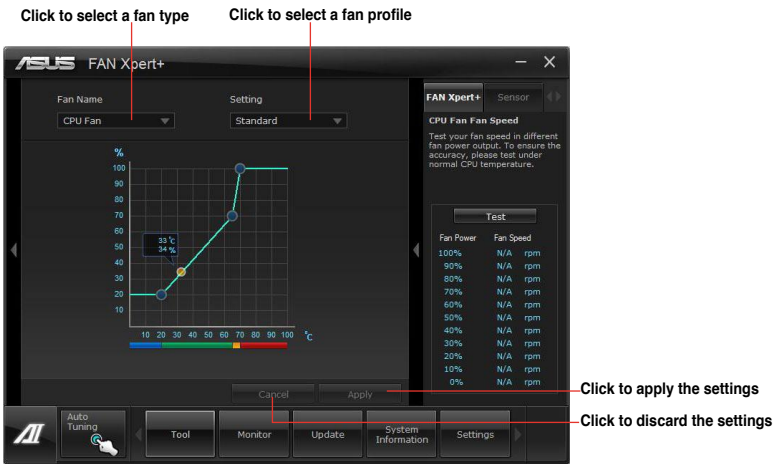 Click to select a fan type
Click to select a fan profile
ASUS FAN Xpert+
Fan Name
Setting
CPU Fan
Standard
%
100
90
80
70
60
50
40
30
20
10
33 °C
34 %
10 20 30 40 50 60 70 80 90 100 °C
Cancel
Apply
FAN Xpert+
Sensor
CPU Fan Fan Speed
Test your fan speed in different
fan power output. To ensure the
accuracy, please test under
normal CPU temperature.
Test
Fan Power Fan Speed
100% N/A rpm
90% N/A rpm
80% N/A rpm
70% N/A rpm
60% N/A rpm
50% N/A rpm
40% N/A rpm
30% N/A rpm
20% N/A rpm
10% N/A rpm
0% N/A rpm
Click to apply the settings
Click to discard the settings
AI
Auto
Tuning
Tool
Monitor
Update
System
Information
Settings